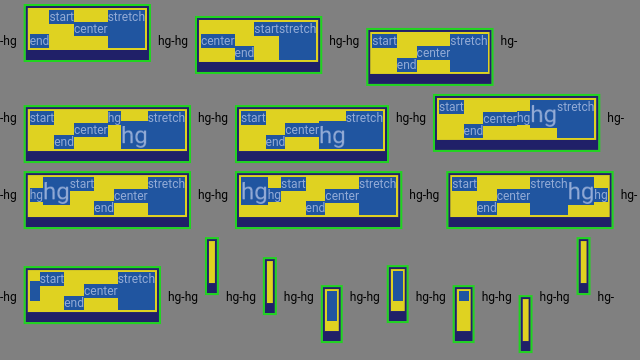 -hg end start center stretch hg-hg center end start stretch hg-hg start end center stretch hg-
-hg start end center hg hg stretch hg-hg start end center hg stretch hg-hg start end center hg hg stretch hg-
-hg hg hg start end center stretch hg-hg hg hg start end center stretch hg-hg start end center stretch hg hg hg-
-hg start end center stretch hg-hg hg-hg hg-hg hg-hg hg-hg hg-hg hg-hg hg-